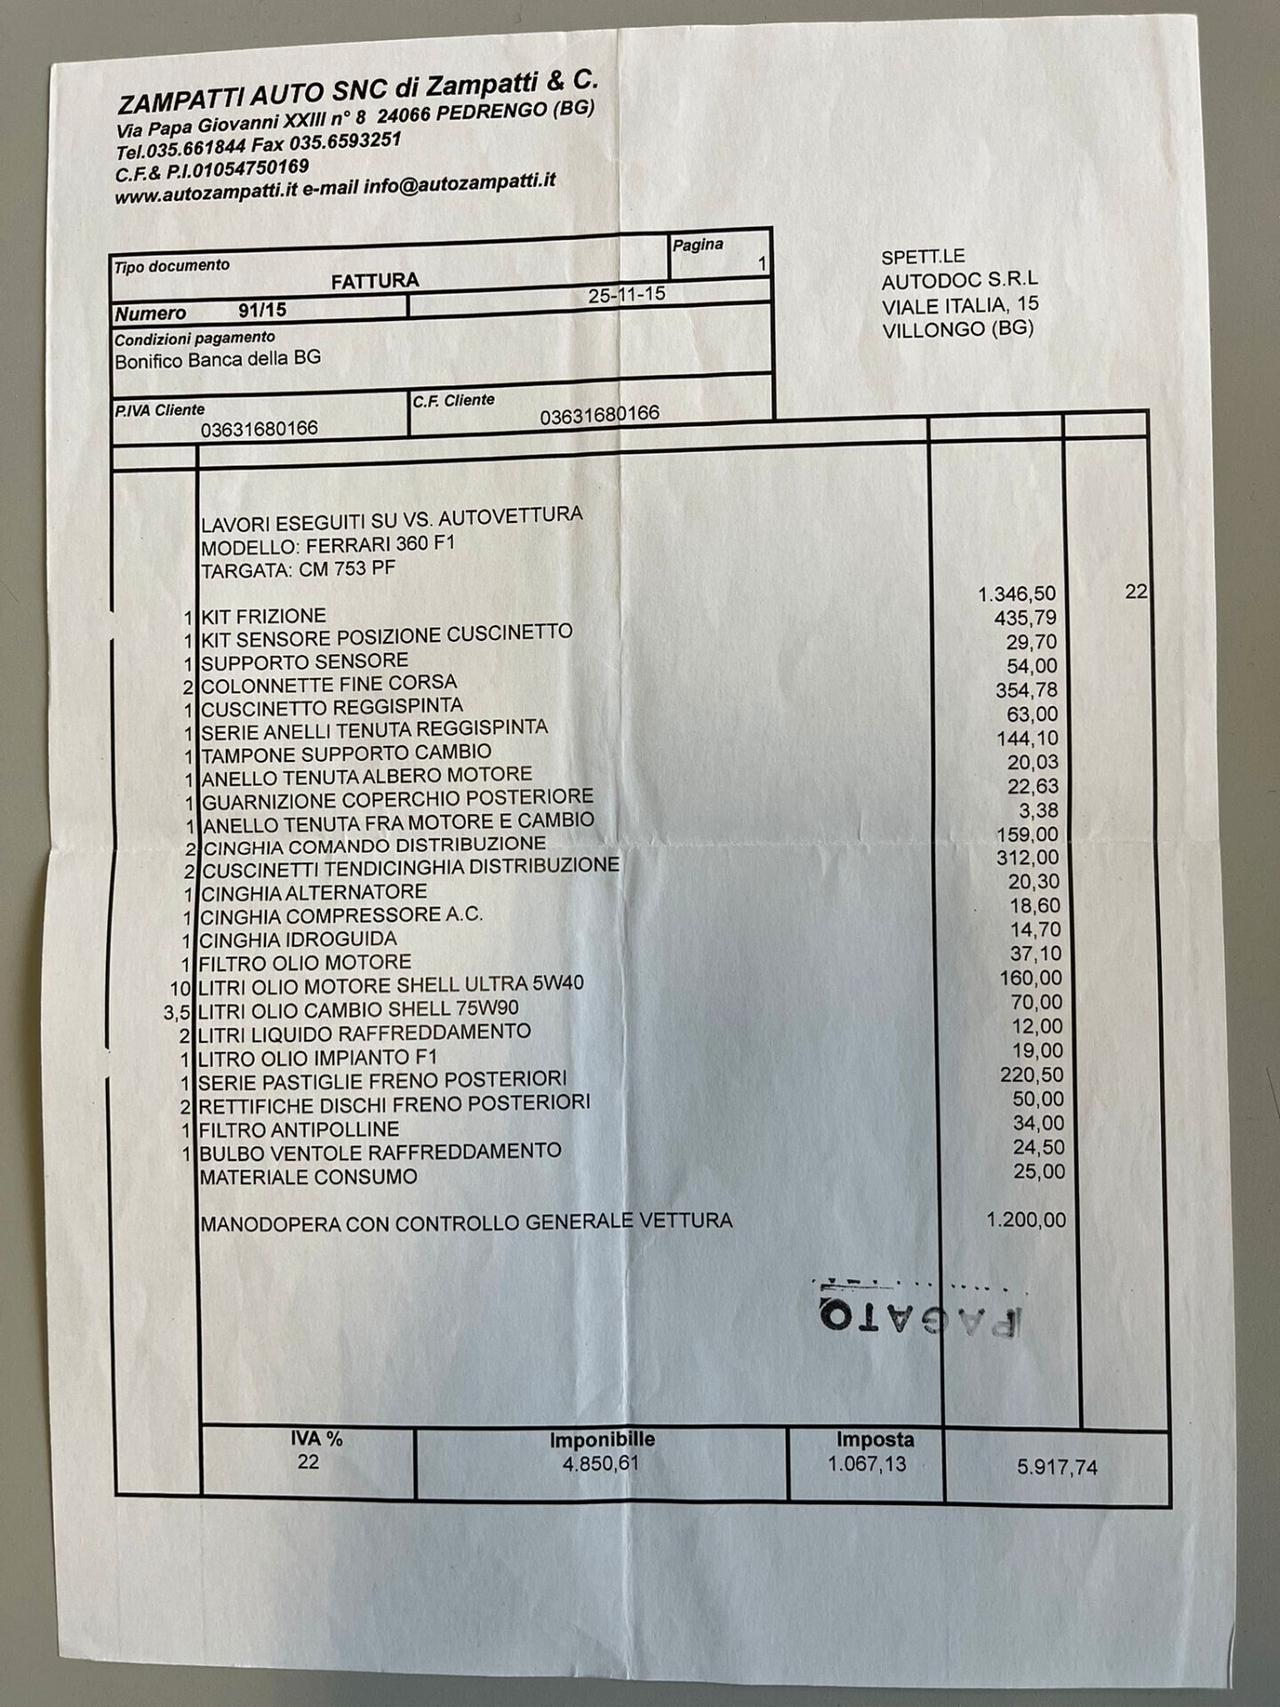 ZAMPATTI AUTO SNC di Zampatti & C.
Via Papa Giovanni XXIII n° 8 24066 PEDRENGO (BG)
Tel.035.661844 Fax 035.6593251
C.F.& P.I.01054750169
www.autozampatti.it e-mail info@autozampatti.it
Tipo documento
FATTURA
Pagina
1
Numero 91/15 25-11-15
Condizioni pagamento
Bonifico Banca della BG
P.IVA Cliente
03631680166
C.F. Cliente
03631680166
SPETT.LE
AUTODOC S.R.L
VIALE ITALIA, 15
VILLONGO (BG)
LAVORI ESEGUITI SU VS. AUTOVETTURA
MODELLO: FERRARI 360 F1
TARGATA: CM 753 PF
1 KIT FRIZIONE 1.346,50 22
1 KIT SENSORE POSIZIONE CUSCINETTO 435,79
1 SUPPORTO SENSORE 29,70
2 COLONNETTE FINE CORSA 54,00
1 CUSCINETTO REGGISPINTA 354,78
1 SERIE ANELLI TENUTA REGGISPINTA 63,00
1 TAMPONE SUPPORTO CAMBIO 144,10
1 ANELLO TENUTA ALBERO MOTORE 20,03
1 GUARNIZIONE COPERCHIO POSTERIORE 22,63
1 ANELLO TENUTA FRA MOTORE E CAMBIO 3,38
2 CINGHIA COMANDO DISTRIBUZIONE 159,00
2 CUSCINETTI TENDICINGHIA DISTRIBUZIONE 312,00
1 CINGHIA ALTERNATORE 20,30
1 CINGHIA COMPRESSORE A.C. 18,60
1 CINGHIA IDROGUIDA 14,70
1 FILTRO OLIO MOTORE 37,10
10 LITRI OLIO MOTORE SHELL ULTRA 5W40 160,00
3,5 LITRI OLIO CAMBIO SHELL 75W90 70,00
2 LITRI LIQUIDO RAFFREDDAMENTO 12,00
1 LITRO OLIO IMPIANTO F1 19,00
1 SERIE PASTIGLIE FRENO POSTERIORI 220,50
2 RETTIFICHE DISCHI FRENO POSTERIORI 50,00
1 FILTRO ANTIPOLLINE 34,00
1 BULBO VENTOLE RAFFREDDAMENTO 24,50
MATERIALE CONSUMO 25,00
MANODOPERA CON CONTROLLO GENERALE VETTURA 1.200,00
PAGATO
IVA % Imponibille Imposta
22 4.850,61 1.067,13 5.917,74